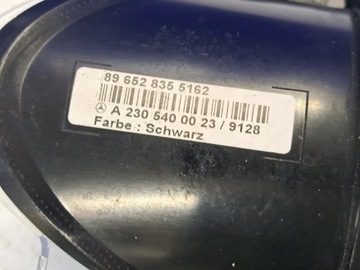 89 652 835 5162
A 230 540 00 23 / 9128
Farbe : Schwarz